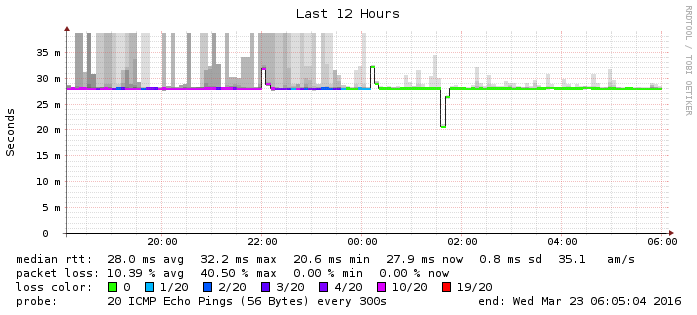 Last 12 Hours
RRDTOOL / TOBI OETIKER
Seconds
35 m
30 m
25 m
20 m
15 m
10 m
5 m
0
20:00 22:00 00:00 02:00 04:00 06:00
median rtt: 28.0 ms avg 32.2 ms max 20.6 ms min 27.9 ms now 0.8 ms sd 35.1 am/s
packet loss: 10.39 % avg 40.50 % max 0.00 % min 0.00 % now
loss color: 0 1/20 2/20 3/20 4/20 10/20 19/20
probe: 20 ICMP Echo Pings (56 Bytes) every 300s end: Wed Mar 23 06:05:04 2016